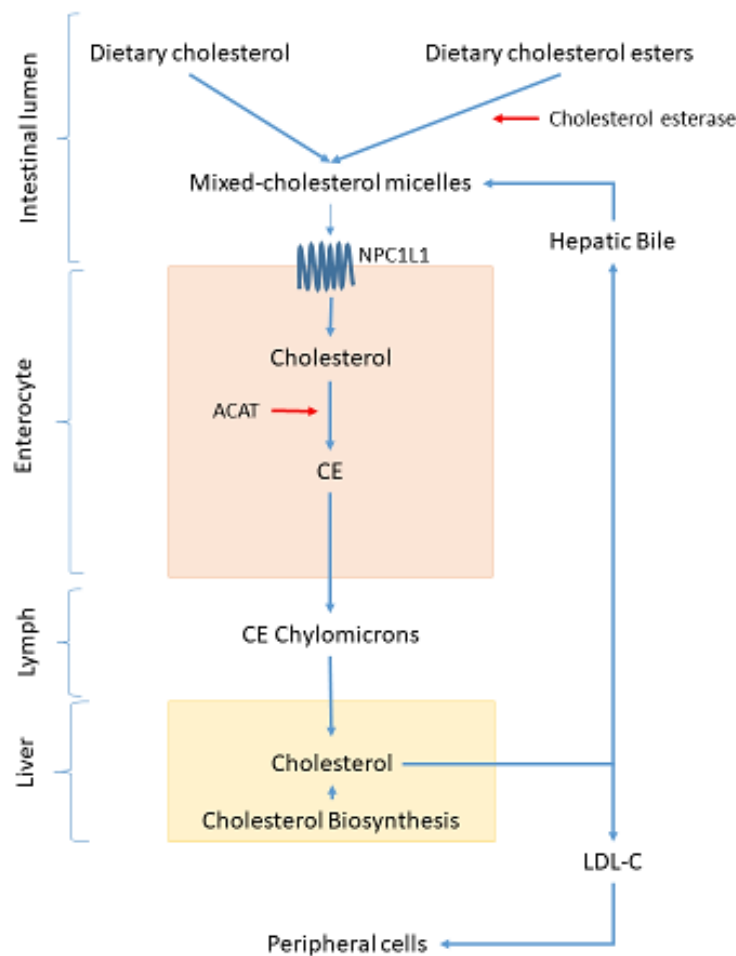 Intestinal lumen
Dietary cholesterol
Dietary cholesterol esters
Cholesterol esterase
Mixed-cholesterol micelles
Hepatic Bile
NPC1L1
Enterocyte
Cholesterol
ACAT
CE
Lymph
CE Chylomicrons
Liver
Cholesterol
Cholesterol Biosynthesis
LDL-C
Peripheral cells